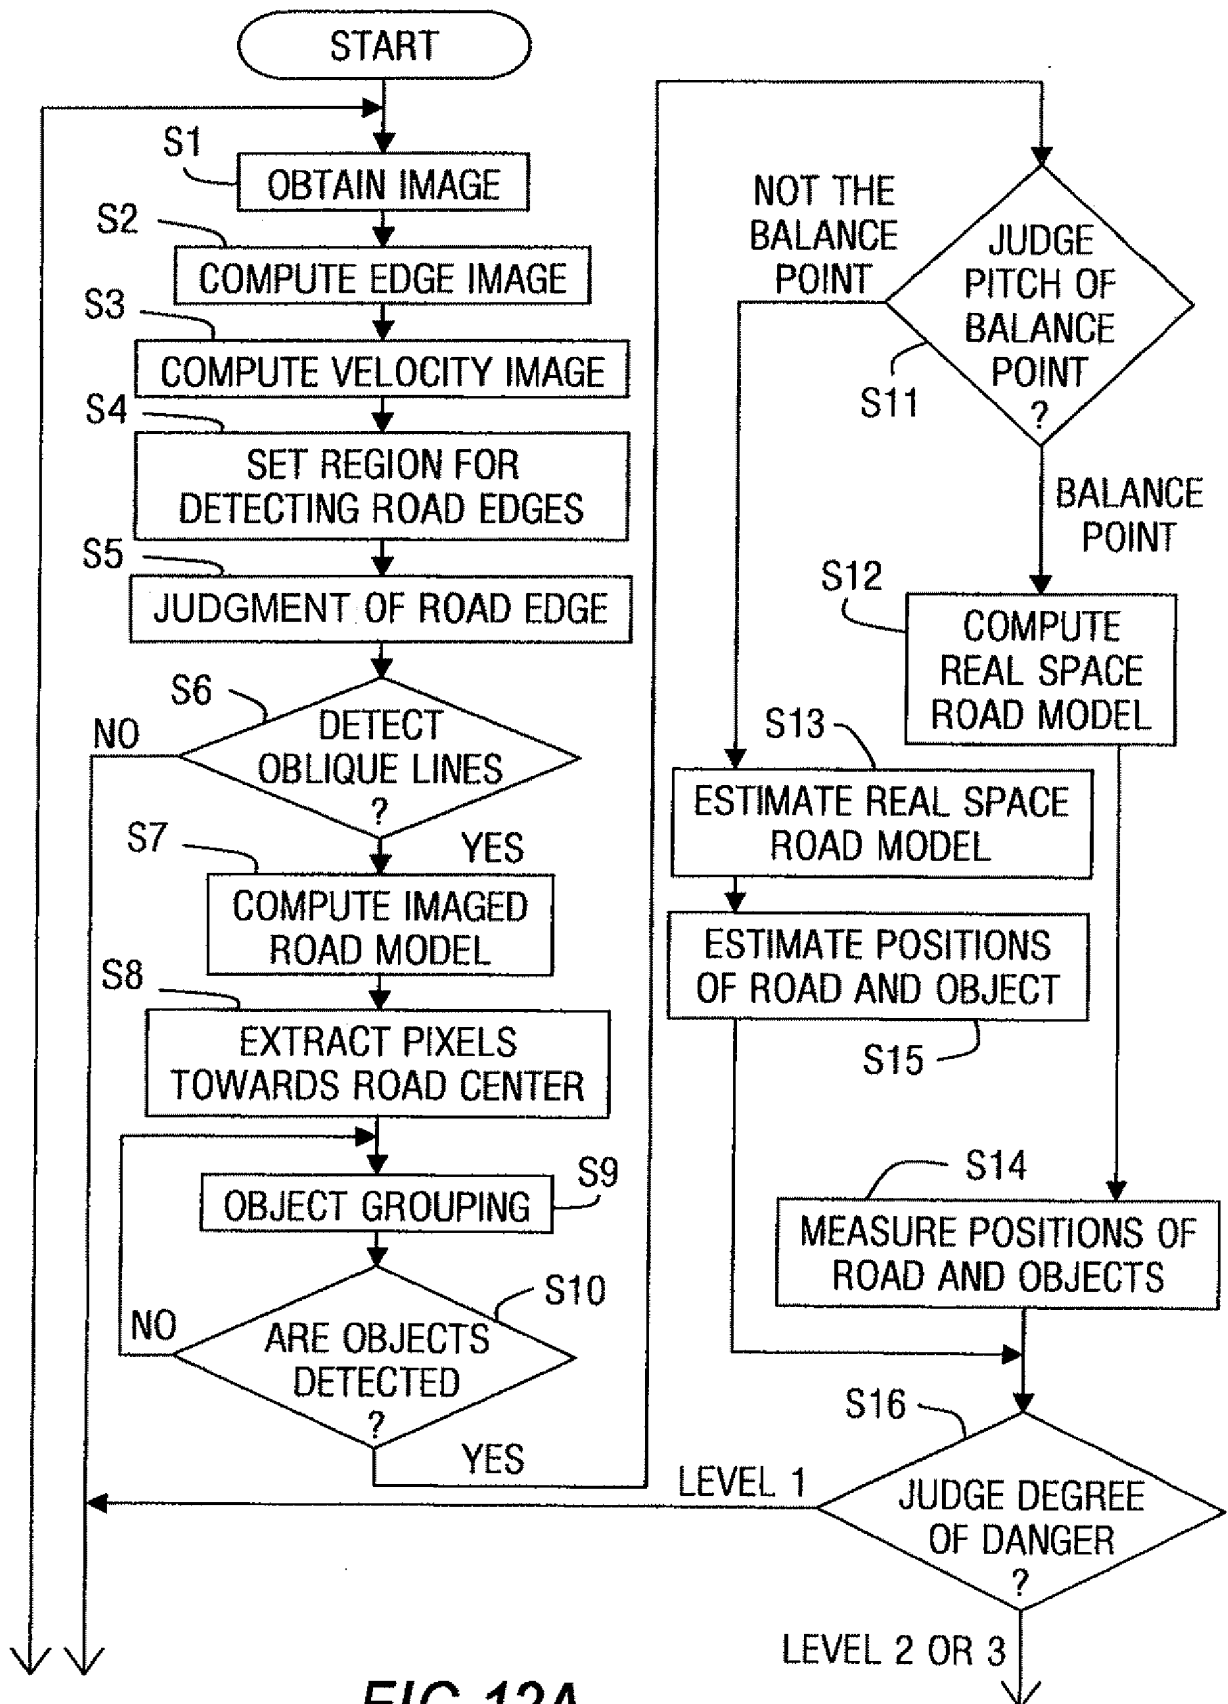 START
S1
OBTAIN IMAGE
S2
COMPUTE EDGE IMAGE
S3
COMPUTE VELOCITY IMAGE
S4
SET REGION FOR
DETECTING ROAD EDGES
S5
JUDGMENT OF ROAD EDGE
S6
DETECT
OBLIQUE LINES
?
NO
YES
S7
COMPUTE IMAGED
ROAD MODEL
S8
EXTRACT PIXELS
TOWARDS ROAD CENTER
S9
OBJECT GROUPING
S10
ARE OBJECTS
DETECTED
?
NO
YES
NOT THE
BALANCE
POINT
JUDGE
PITCH OF
BALANCE
POINT
?
S11
BALANCE
POINT
S12
COMPUTE
REAL SPACE
ROAD MODEL
S13
ESTIMATE REAL SPACE
ROAD MODEL
ESTIMATE POSITIONS
OF ROAD AND OBJECT
S15
S14
MEASURE POSITIONS OF
ROAD AND OBJECTS
S16
JUDGE DEGREE
OF DANGER
?
LEVEL 1
LEVEL 2 OR 3
FIG.12A